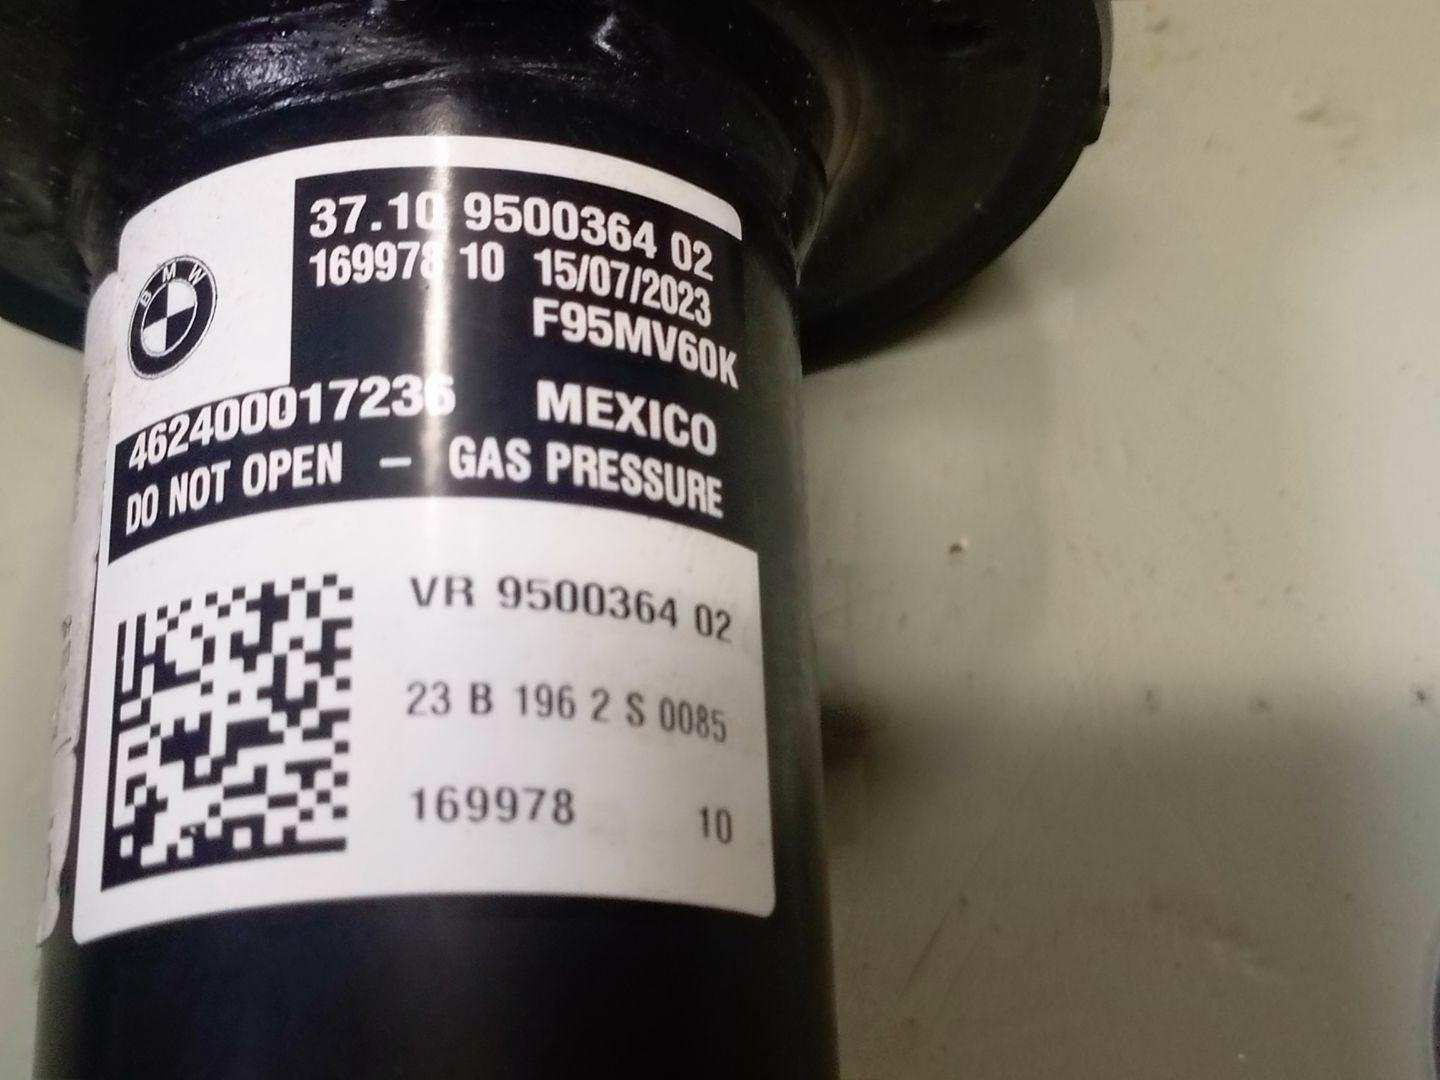 37.10 9500364 02
169978 10 15/07/2023
F95MV60K
BMW
462400017236 MEXICO
DO NOT OPEN – GAS PRESSURE
VR 9500364 02
23 B 196 2 S 0085
169978 10